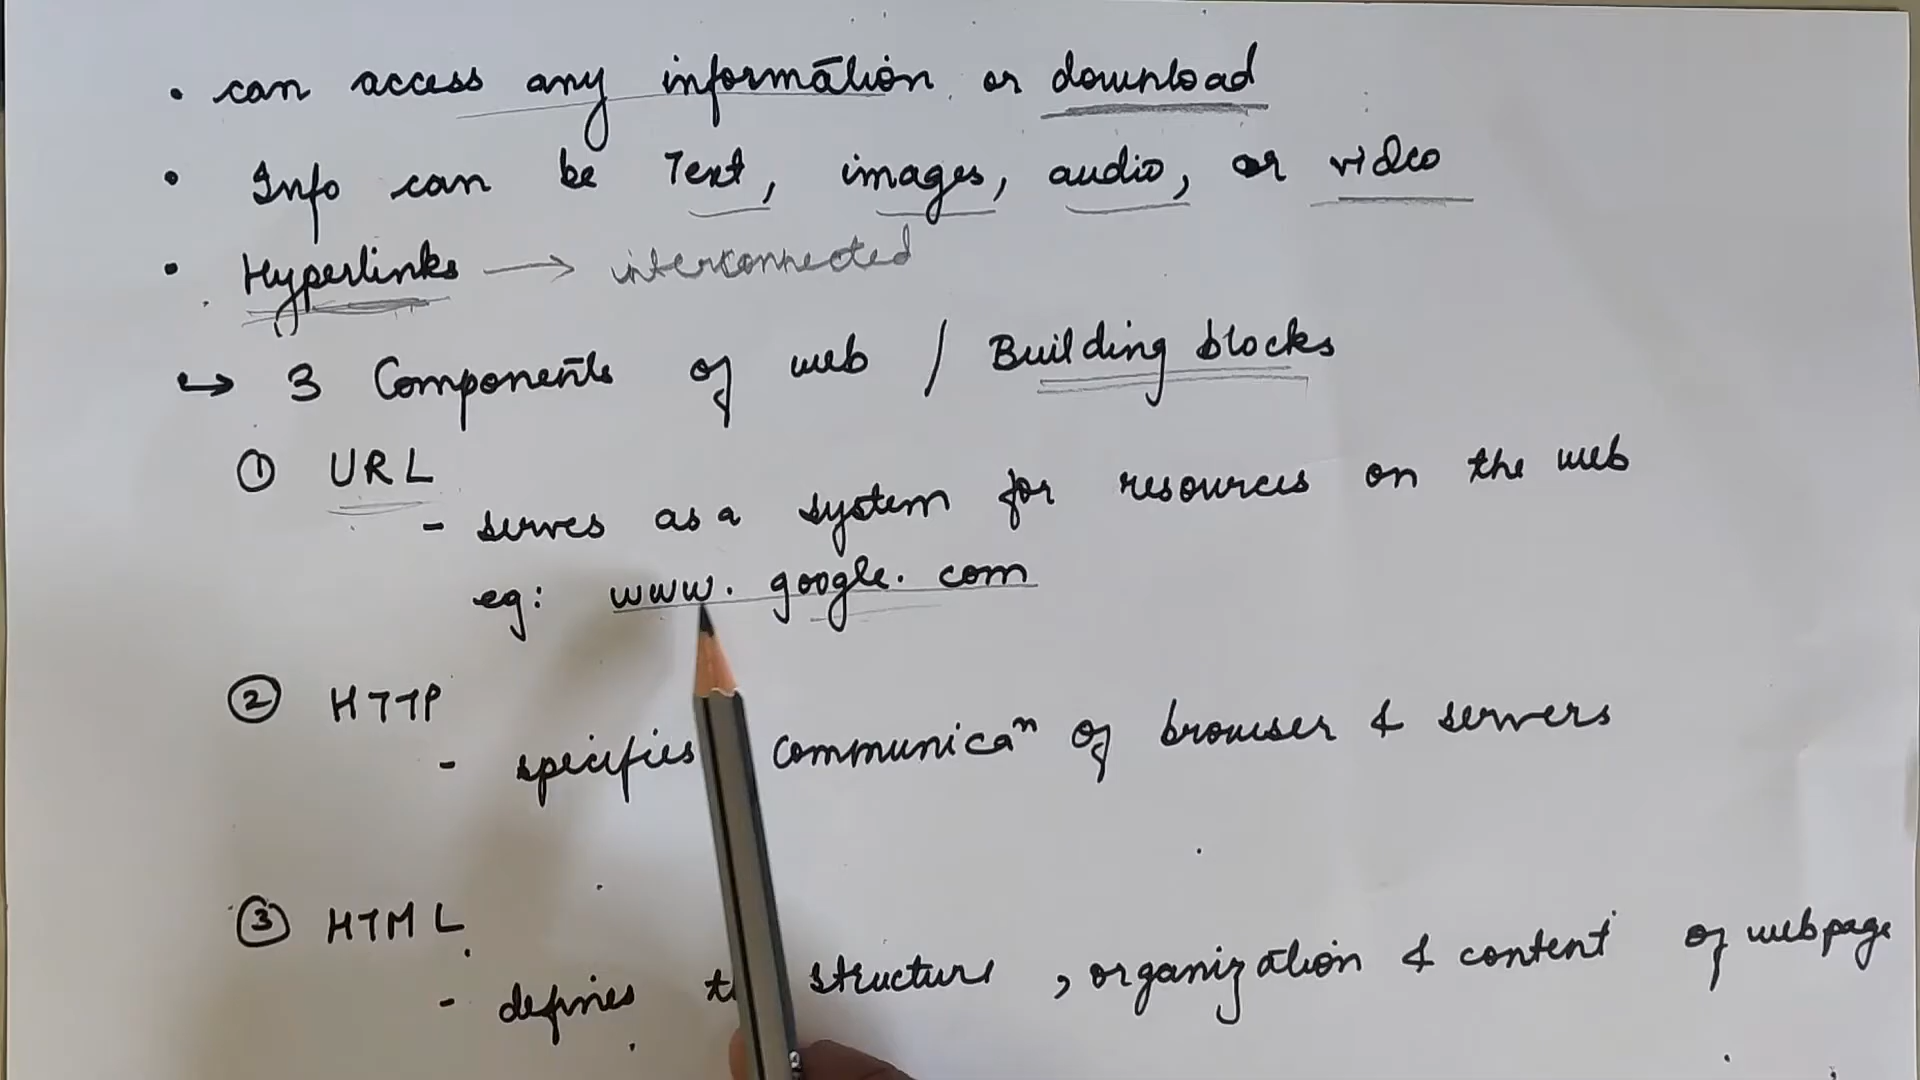 • can access any information or download
• Info can be Text, images, audio, or video
• Hyperlinks → interconnected
↪ 3 Components of web / Building blocks
① URL
- serves as a system for resources on the web
eg: www. google. com
② HTTP
- specifies communicaⁿ of browser & servers
③ HTML
- defines structure, organization & content of webpage